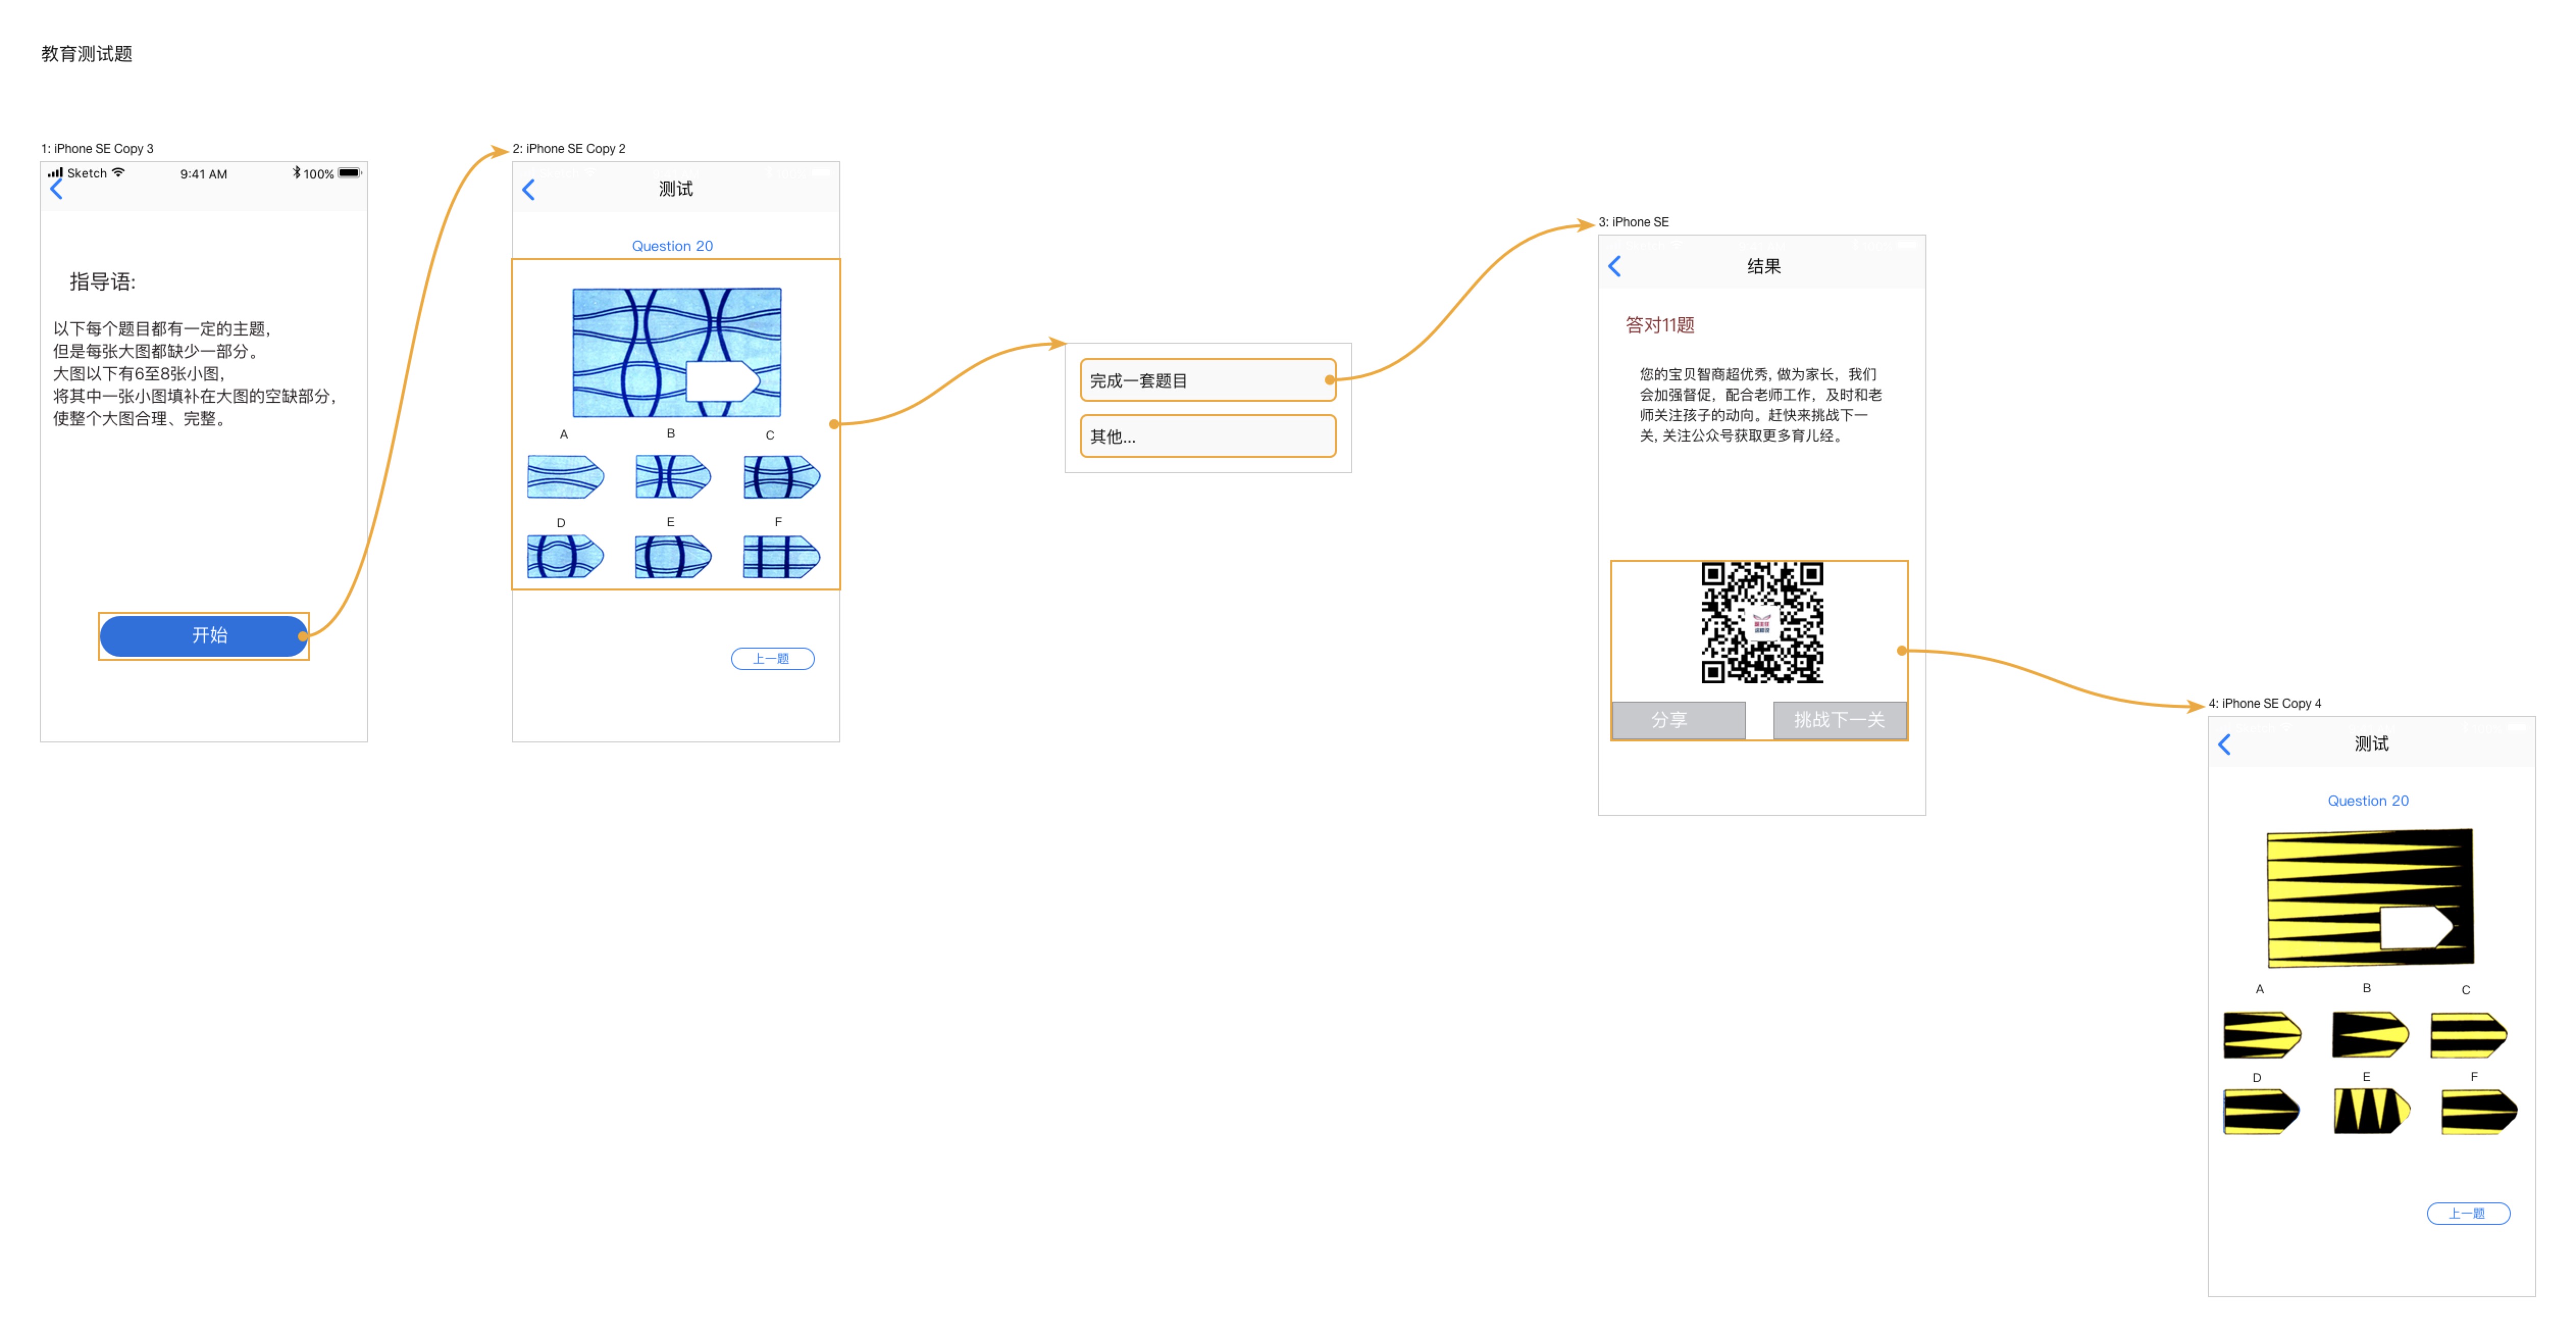 教育测试题
1: iPhone SE Copy 3
Sketch 9:41 AM 100%
指导语:
以下每个题目都有一定的主题，
但是每张大图都缺少一部分。
大图以下有6至8张小图，
将其中一张小图填补在大图的空缺部分，
使整个大图合理、完整。
开始
2: iPhone SE Copy 2
测试
Question 20
A B C
D E F
上一题
完成一套题目
其他...
3: iPhone SE
结果
答对11题
您的宝贝智商超优秀, 做为家长，我们
会加强督促，配合老师工作，及时和老
师关注孩子的动向。赶快来挑战下一
关, 关注公众号获取更多育儿经。
分享
挑战下一关
4: iPhone SE Copy 4
测试
Question 20
A B C
D E F
上一题